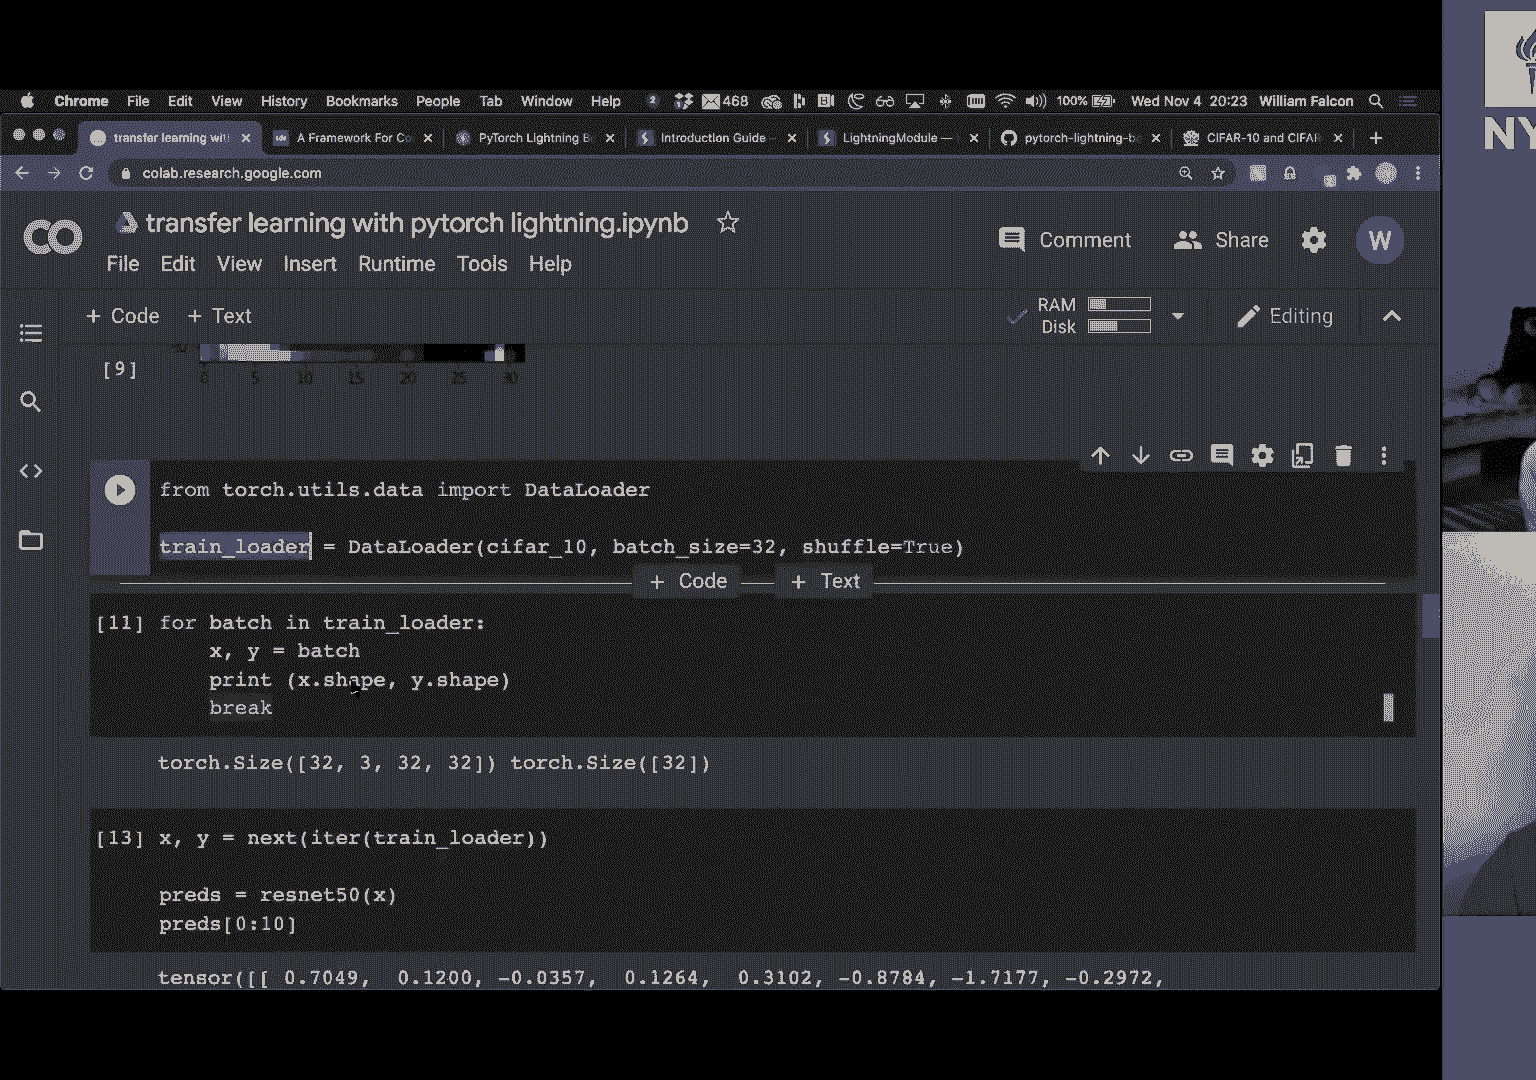 Chrome File Edit View History Bookmarks People Tab Window Help 2 468 100% Wed Nov 4 20:23 William Falcon
transfer learning wit A Framework For Co PyTorch Lightning B Introduction Guide — LightningModule — pytorch-lightning-b CIFAR-10 and CIFAR
colab.research.google.com
CO transfer learning with pytorch lightning.ipynb
Comment Share W
File Edit View Insert Runtime Tools Help
+ Code + Text RAM Disk Editing
[9]
0 5 10 15 20 25 30
from torch.utils.data import DataLoader
train_loader = DataLoader(cifar_10, batch_size=32, shuffle=True)
+ Code + Text
[11] for batch in train_loader:
x, y = batch
print (x.shape, y.shape)
break
torch.Size([32, 3, 32, 32]) torch.Size([32])
[13] x, y = next(iter(train_loader))
preds = resnet50(x)
preds[0:10]
tensor([[ 0.7049, 0.1200, -0.0357, 0.1264, 0.3102, -0.8784, -1.7177, -0.2972,
NY